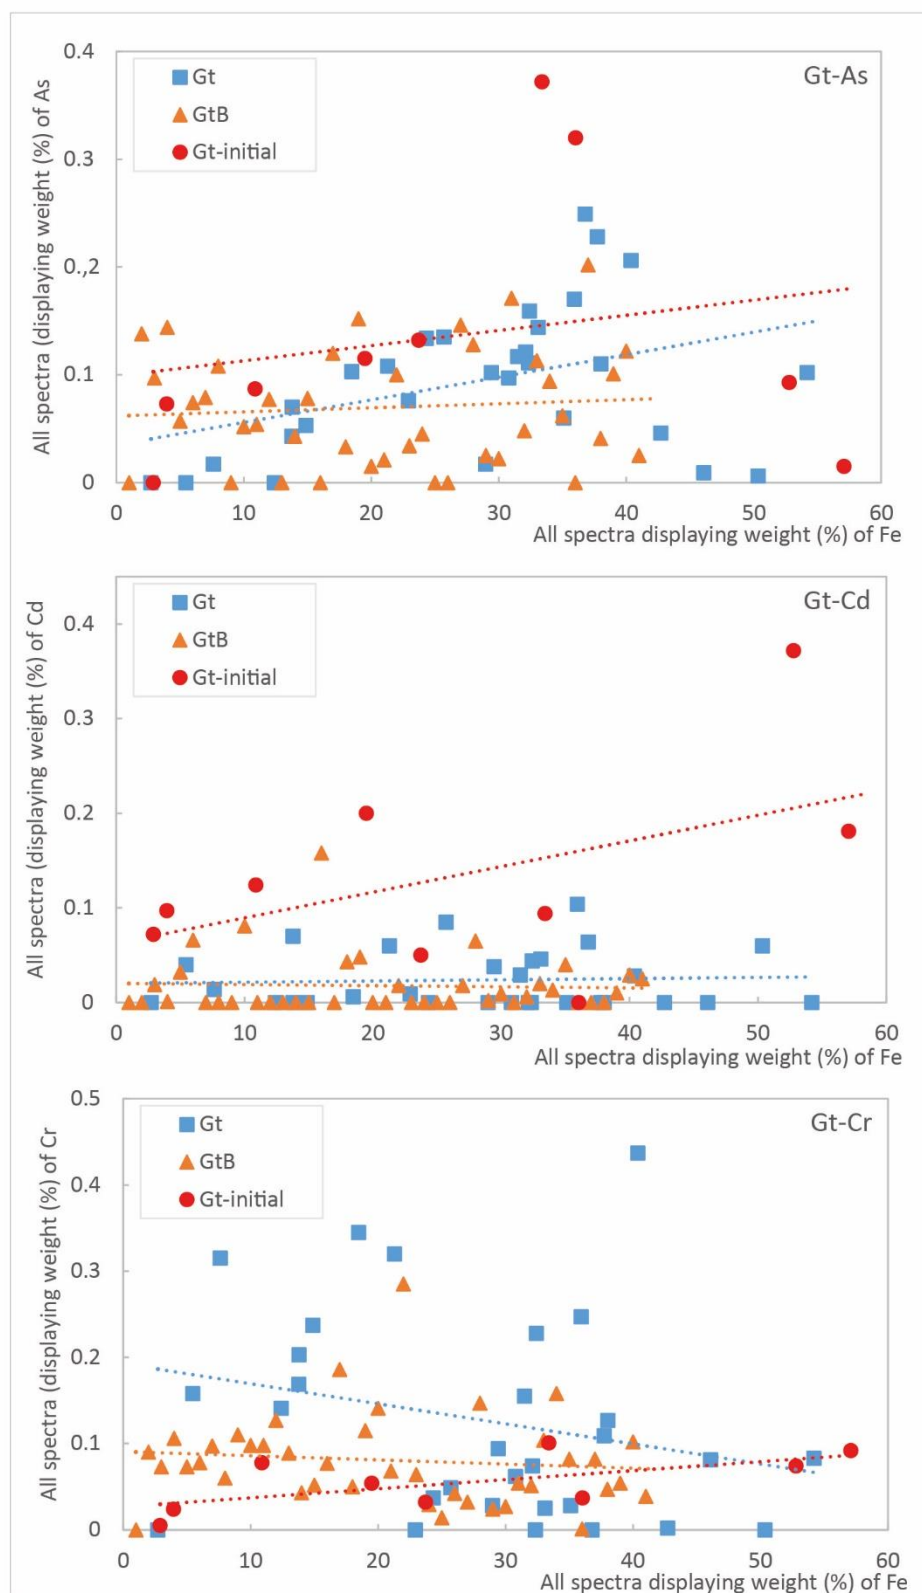 Gt-As
All spectra (displaying weight (%) of As
0.4
0.3
0,2
0.1
0
Gt
GtB
Gt-initial
0 10 20 30 40 50 60
All spectra displaying weight (%) of Fe
Gt-Cd
All spectra (displaying weight (%) of Cd
0.4
0.3
0.2
0.1
0
Gt
GtB
Gt-initial
0 10 20 30 40 50 60
All spectra displaying weight (%) of Fe
Gt-Cr
All spectra (displaying weight (%) of Cr
0.5
0.4
0.3
0.2
0.1
0
Gt
GtB
Gt-initial
0 10 20 30 40 50 60
All spectra displaying weight (%) of Fe